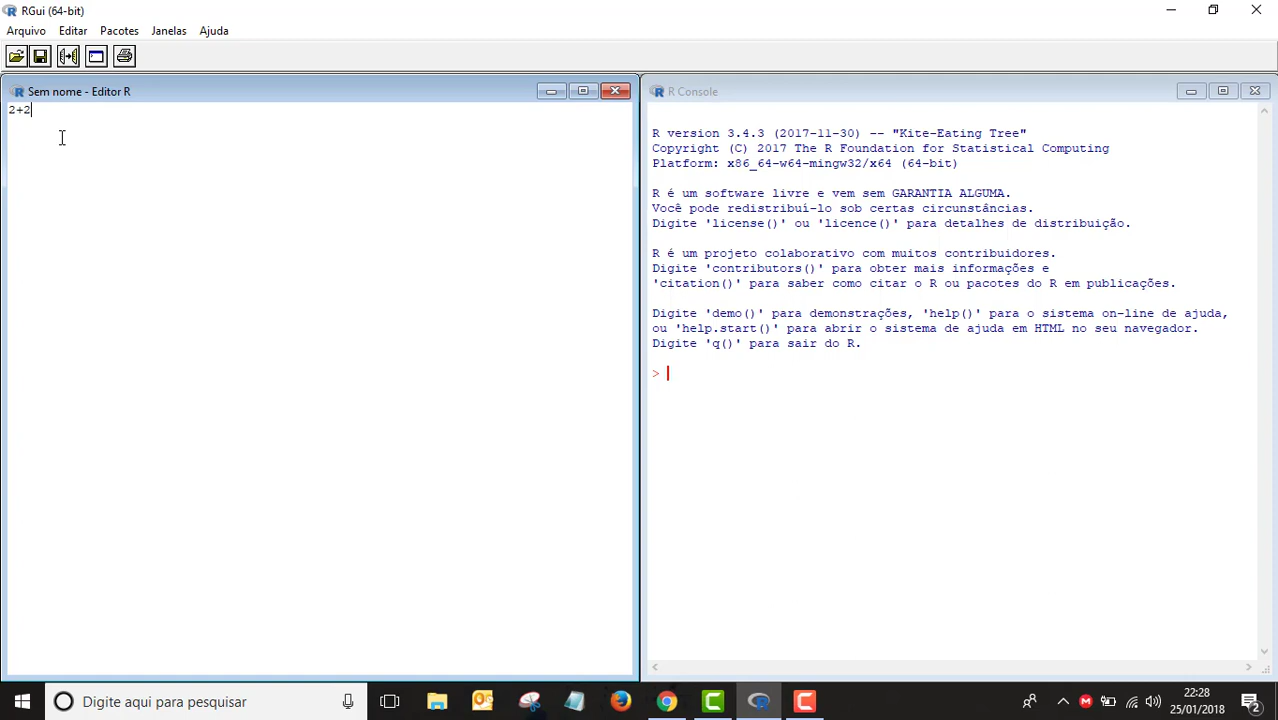 RGui (64-bit)
Arquivo Editar Pacotes Janelas Ajuda
Sem nome - Editor R
2+2
R Console
R version 3.4.3 (2017-11-30) -- "Kite-Eating Tree"
Copyright (C) 2017 The R Foundation for Statistical Computing
Platform: x86_64-w64-mingw32/x64 (64-bit)
R é um software livre e vem sem GARANTIA ALGUMA.
Você pode redistribuí-lo sob certas circunstâncias.
Digite 'license()' ou 'licence()' para detalhes de distribuição.
R é um projeto colaborativo com muitos contribuidores.
Digite 'contributors()' para obter mais informações e
'citation()' para saber como citar o R ou pacotes do R em publicações.
Digite 'demo()' para demonstrações, 'help()' para o sistema on-line de ajuda,
ou 'help.start()' para abrir o sistema de ajuda em HTML no seu navegador.
Digite 'q()' para sair do R.
>
Digite aqui para pesquisar
22:28
25/01/2018
2